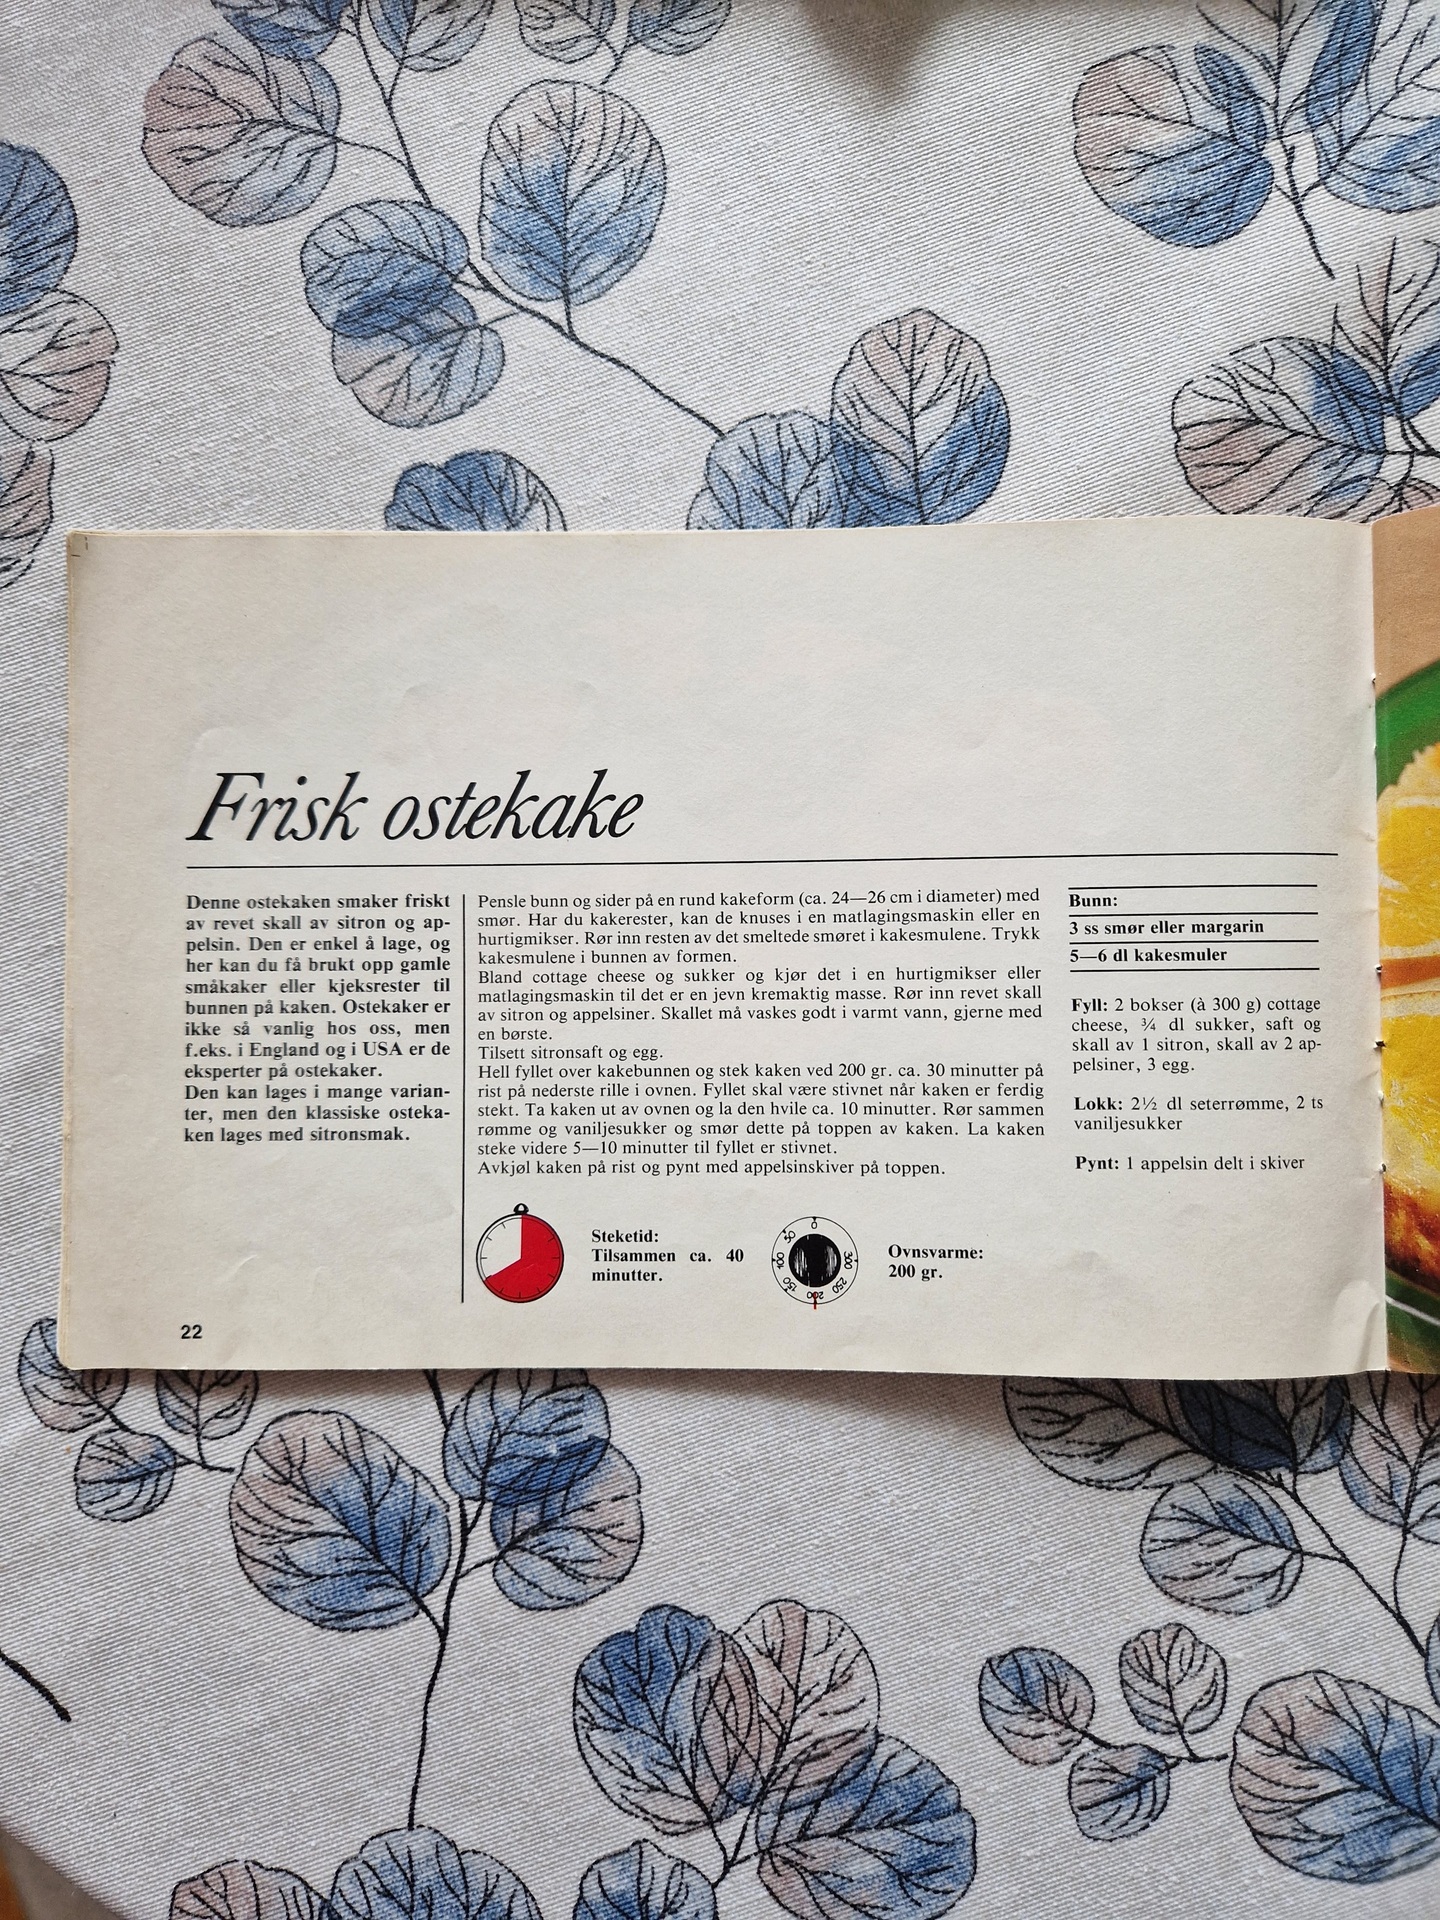 Frisk ostekake
Denne ostekaken smaker friskt
av revet skall av sitron og ap-
pelsin. Den er enkel å lage, og
her kan du få brukt opp gamle
småkaker eller kjeksrester til
bunnen på kaken. Ostekaker er
ikke så vanlig hos oss, men
f.eks. i England og i USA er de
eksperter på ostekaker.
Den kan lages i mange varian-
ter, men den klassiske osteka-
ken lages med sitronsmak.
Pensle bunn og sider på en rund kakeform (ca. 24—26 cm i diameter) med
smør. Har du kakerester, kan de knuses i en matlagingsmaskin eller en
hurtigmikser. Rør inn resten av det smeltede smøret i kakesmulene. Trykk
kakesmulene i bunnen av formen.
Bland cottage cheese og sukker og kjør det i en hurtigmikser eller
matlagingsmaskin til det er en jevn kremaktig masse. Rør inn revet skall
av sitron og appelsiner. Skallet må vaskes godt i varmt vann, gjerne med
en børste.
Tilsett sitronsaft og egg.
Hell fyllet over kakebunnen og stek kaken ved 200 gr. ca. 30 minutter på
rist på nederste rille i ovnen. Fyllet skal være stivnet når kaken er ferdig
stekt. Ta kaken ut av ovnen og la den hvile ca. 10 minutter. Rør sammen
rømme og vaniljesukker og smør dette på toppen av kaken. La kaken
steke videre 5—10 minutter til fyllet er stivnet.
Avkjøl kaken på rist og pynt med appelsinskiver på toppen.
Bunn:
3 ss smør eller margarin
5—6 dl kakesmuler
Fyll: 2 bokser (à 300 g) cottage
cheese, ¾ dl sukker, saft og
skall av 1 sitron, skall av 2 ap-
pelsiner, 3 egg.
Lokk: 2½ dl seterrømme, 2 ts
vaniljesukker
Pynt: 1 appelsin delt i skiver
Steketid:
Tilsammen ca. 40
minutter.
0
50
100
150
200
250
300
Ovnsvarme:
200 gr.
22